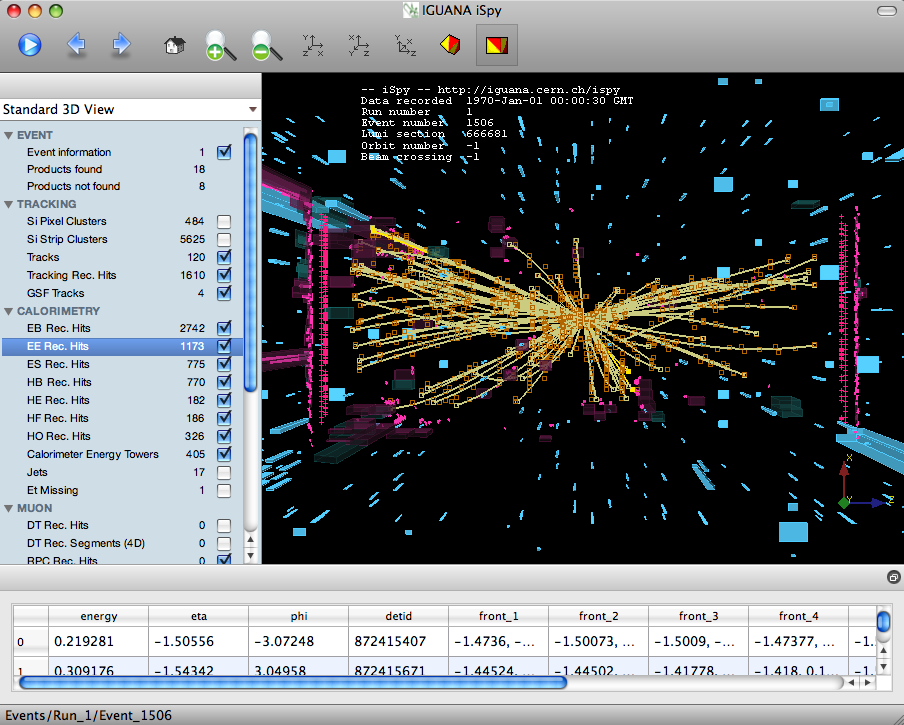 IGUANA iSpy
Standard 3D View
-- iSpy -- http://iguana.cern.ch/ispy
Data recorded 1970-Jan-01 00:00:30 GMT
Run number 1
Event number 1506
Lumi section 666681
Orbit number -1
Beam crossing -1
EVENT
Event information 1
Products found 18
Products not found 8
TRACKING
Si Pixel Clusters 484
Si Strip Clusters 5625
Tracks 120
Tracking Rec. Hits 1610
GSF Tracks 4
CALORIMETRY
EB Rec. Hits 2742
EE Rec. Hits 1173
ES Rec. Hits 775
HB Rec. Hits 770
HE Rec. Hits 182
HF Rec. Hits 186
HO Rec. Hits 326
Calorimeter Energy Towers 405
Jets 17
Et Missing 1
MUON
DT Rec. Hits 0
DT Rec. Segments (4D) 0
RPC Rec. Hits 0
X
Y Z
energy eta phi detid front_1 front_2 front_3 front_4
0 0.219281 -1.50556 -3.07248 872415407 -1.4736, -... -1.50073, ... -1.5009, -... -1.47377, ... -1.
1 0.309176 -1.54342 3.04958 872415671 -1.44524, ... -1.44502, ... -1.41778, ... -1.418, 0.1... -1.
Events/Run_1/Event_1506